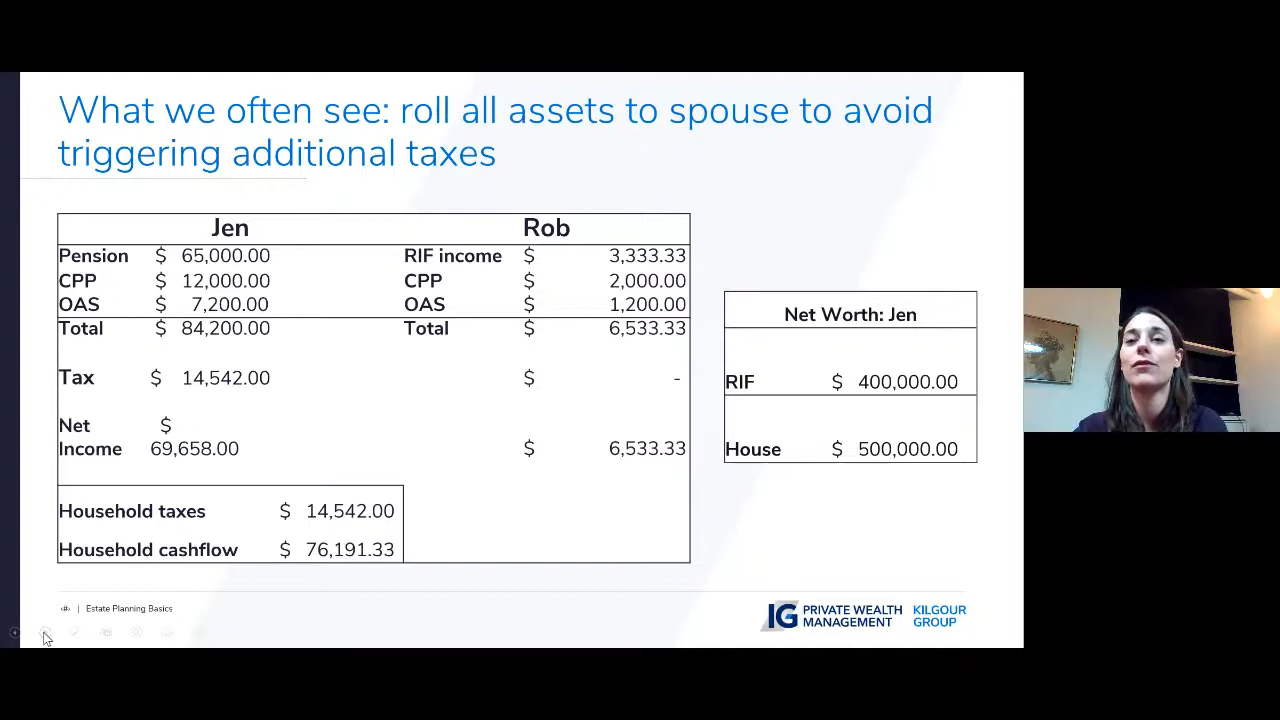 What we often see: roll all assets to spouse to avoid
triggering additional taxes
Jen Rob
Pension $ 65,000.00 RIF income $ 3,333.33
CPP $ 12,000.00 CPP $ 2,000.00
OAS $ 7,200.00 OAS $ 1,200.00
Total $ 84,200.00 Total $ 6,533.33
Tax $ 14,542.00 $ -
Net $
Income 69,658.00 $ 6,533.33
Household taxes $ 14,542.00
Household cashflow $ 76,191.33
Net Worth: Jen
RIF $ 400,000.00
House $ 500,000.00
‹#› | Estate Planning Basics
IG PRIVATE WEALTH KILGOUR
MANAGEMENT GROUP